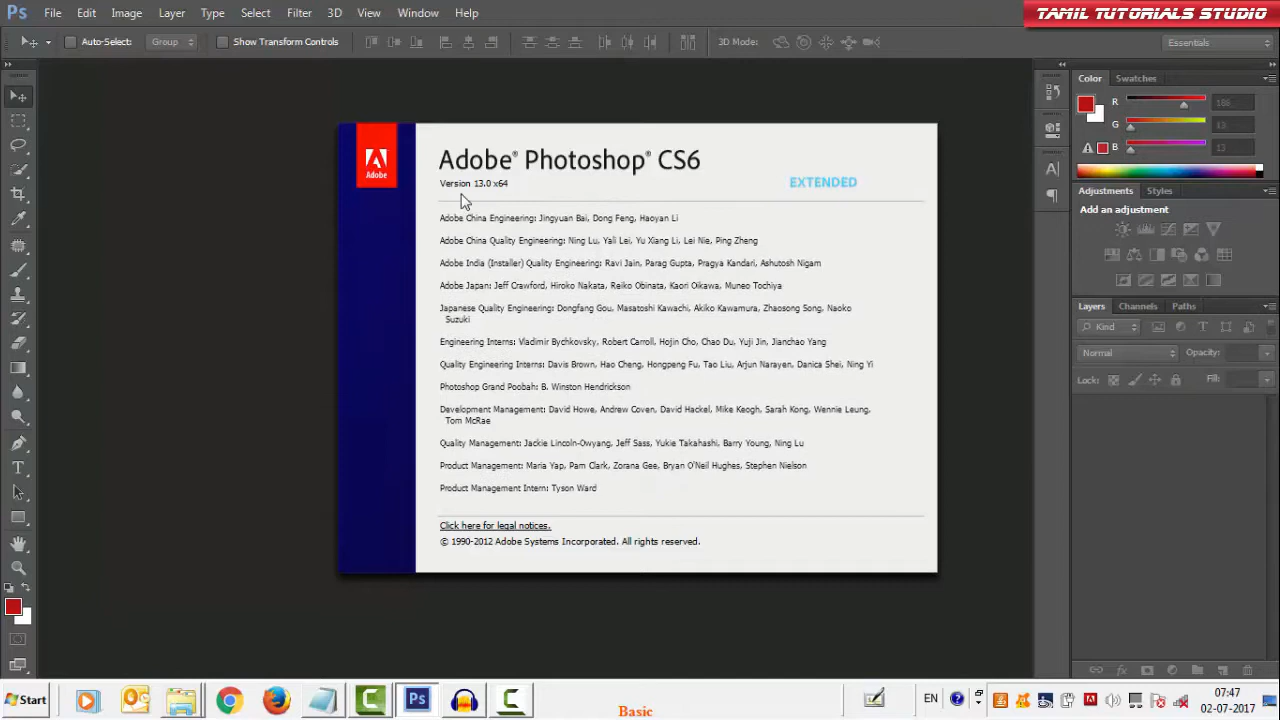 Ps File Edit Image Layer Type Select Filter 3D View Window Help
TAMIL TUTORIALS STUDIO
Auto-Select: Group Show Transform Controls 3D Mode: Essentials
Color Swatches
R 186
G 13
B 13
Adjustments Styles
Add an adjustment
Layers Channels Paths
Kind
Normal Opacity:
Lock: Fill:
Adobe
Adobe® Photoshop® CS6
Version 13.0 x64
EXTENDED
Adobe China Engineering: Jingyuan Bai, Dong Feng, Haoyan Li
Adobe China Quality Engineering: Ning Lu, Yali Lei, Yu Xiang Li, Lei Nie, Ping Zheng
Adobe India (Installer) Quality Engineering: Ravi Jain, Parag Gupta, Pragya Kandari, Ashutosh Nigam
Adobe Japan: Jeff Crawford, Hiroko Nakata, Reiko Obinata, Kaori Oikawa, Muneo Tochiya
Japanese Quality Engineering: Dongfang Gou, Masatoshi Kawachi, Akiko Kawamura, Zhaosong Song, Naoko
Suzuki
Engineering Interns: Vladimir Bychkovsky, Robert Carroll, Hojin Cho, Chao Du, Yuji Jin, Jianchao Yang
Quality Engineering Interns: Davis Brown, Hao Cheng, Hongpeng Fu, Tao Liu, Arjun Narayen, Danica Shei, Ning Yi
Photoshop Grand Poobah: B. Winston Hendrickson
Development Management: David Howe, Andrew Coven, David Hackel, Mike Keogh, Sarah Kong, Wennie Leung,
Tom McRae
Quality Management: Jackie Lincoln-Owyang, Jeff Sass, Yukie Takahashi, Barry Young, Ning Lu
Product Management: Maria Yap, Pam Clark, Zorana Gee, Bryan O'Neil Hughes, Stephen Nielson
Product Management Intern: Tyson Ward
Click here for legal notices.
© 1990-2012 Adobe Systems Incorporated. All rights reserved.
Start Ps EN 07:47
02-07-2017
Basic